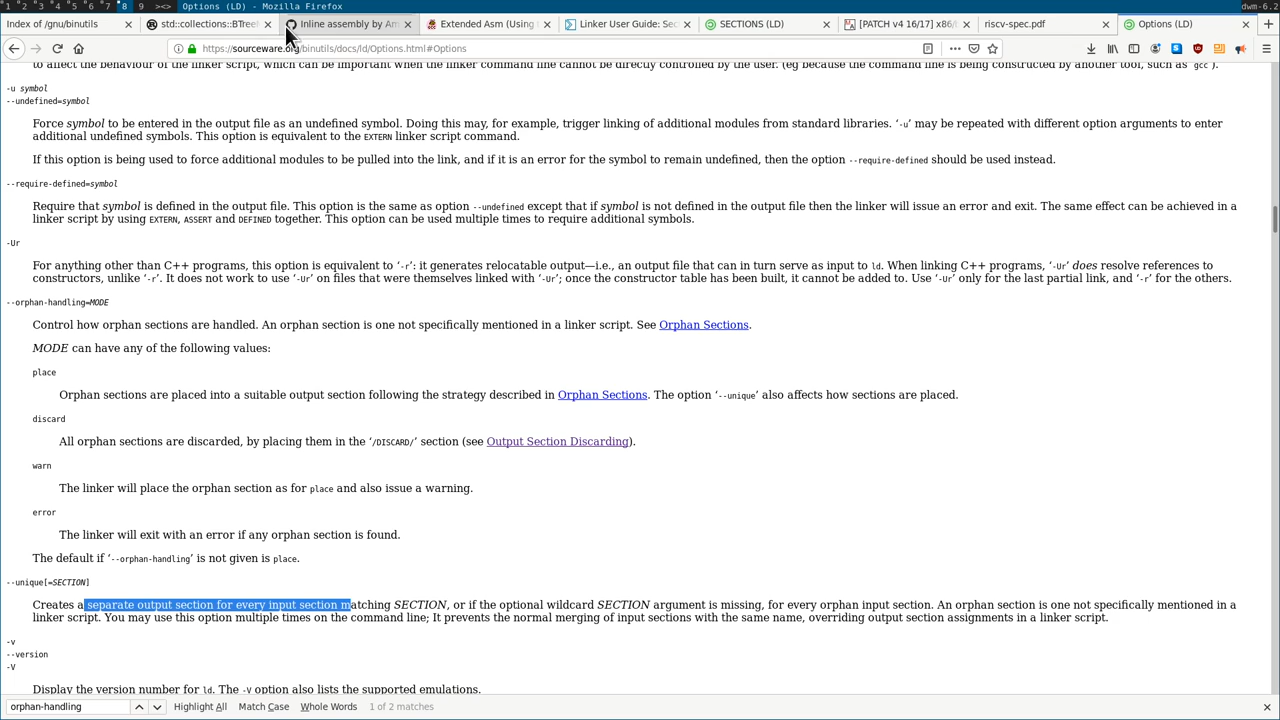 1 2 3 4 5 6 7 8 9 ><> Options (LD) - Mozilla Firefox dwm-6.2
Index of /gnu/binutils
std::collections::BTreeM
Inline assembly by Am
Extended Asm (Using t
Linker User Guide: Sec
SECTIONS (LD)
[PATCH v4 16/17] x86/b
riscv-spec.pdf
Options (LD)
https://sourceware.org/binutils/docs/ld/Options.html#Options
to affect the behaviour of the linker script, which can be important when the linker command line cannot be directly controlled by the user. (eg because the command line is being constructed by another tool, such as ‘gcc’).
-u symbol
--undefined=symbol
Force symbol to be entered in the output file as an undefined symbol. Doing this may, for example, trigger linking of additional modules from standard libraries. ‘-u’ may be repeated with different option arguments to enter
additional undefined symbols. This option is equivalent to the EXTERN linker script command.
If this option is being used to force additional modules to be pulled into the link, and if it is an error for the symbol to remain undefined, then the option --require-defined should be used instead.
--require-defined=symbol
Require that symbol is defined in the output file. This option is the same as option --undefined except that if symbol is not defined in the output file then the linker will issue an error and exit. The same effect can be achieved in a
linker script by using EXTERN, ASSERT and DEFINED together. This option can be used multiple times to require additional symbols.
-Ur
For anything other than C++ programs, this option is equivalent to ‘-r’: it generates relocatable output—i.e., an output file that can in turn serve as input to ld. When linking C++ programs, ‘-Ur’ does resolve references to
constructors, unlike ‘-r’. It does not work to use ‘-Ur’ on files that were themselves linked with ‘-Ur’; once the constructor table has been built, it cannot be added to. Use ‘-Ur’ only for the last partial link, and ‘-r’ for the others.
--orphan-handling=MODE
Control how orphan sections are handled. An orphan section is one not specifically mentioned in a linker script. See Orphan Sections.
MODE can have any of the following values:
place
Orphan sections are placed into a suitable output section following the strategy described in Orphan Sections. The option ‘--unique’ also affects how sections are placed.
discard
All orphan sections are discarded, by placing them in the ‘/DISCARD/’ section (see Output Section Discarding).
warn
The linker will place the orphan section as for place and also issue a warning.
error
The linker will exit with an error if any orphan section is found.
The default if ‘--orphan-handling’ is not given is place.
--unique[=SECTION]
Creates a separate output section for every input section matching SECTION, or if the optional wildcard SECTION argument is missing, for every orphan input section. An orphan section is one not specifically mentioned in a
linker script. You may use this option multiple times on the command line; It prevents the normal merging of input sections with the same name, overriding output section assignments in a linker script.
-v
--version
-V
Display the version number for ld. The -V option also lists the supported emulations.
orphan-handling Highlight All Match Case Whole Words 1 of 2 matches